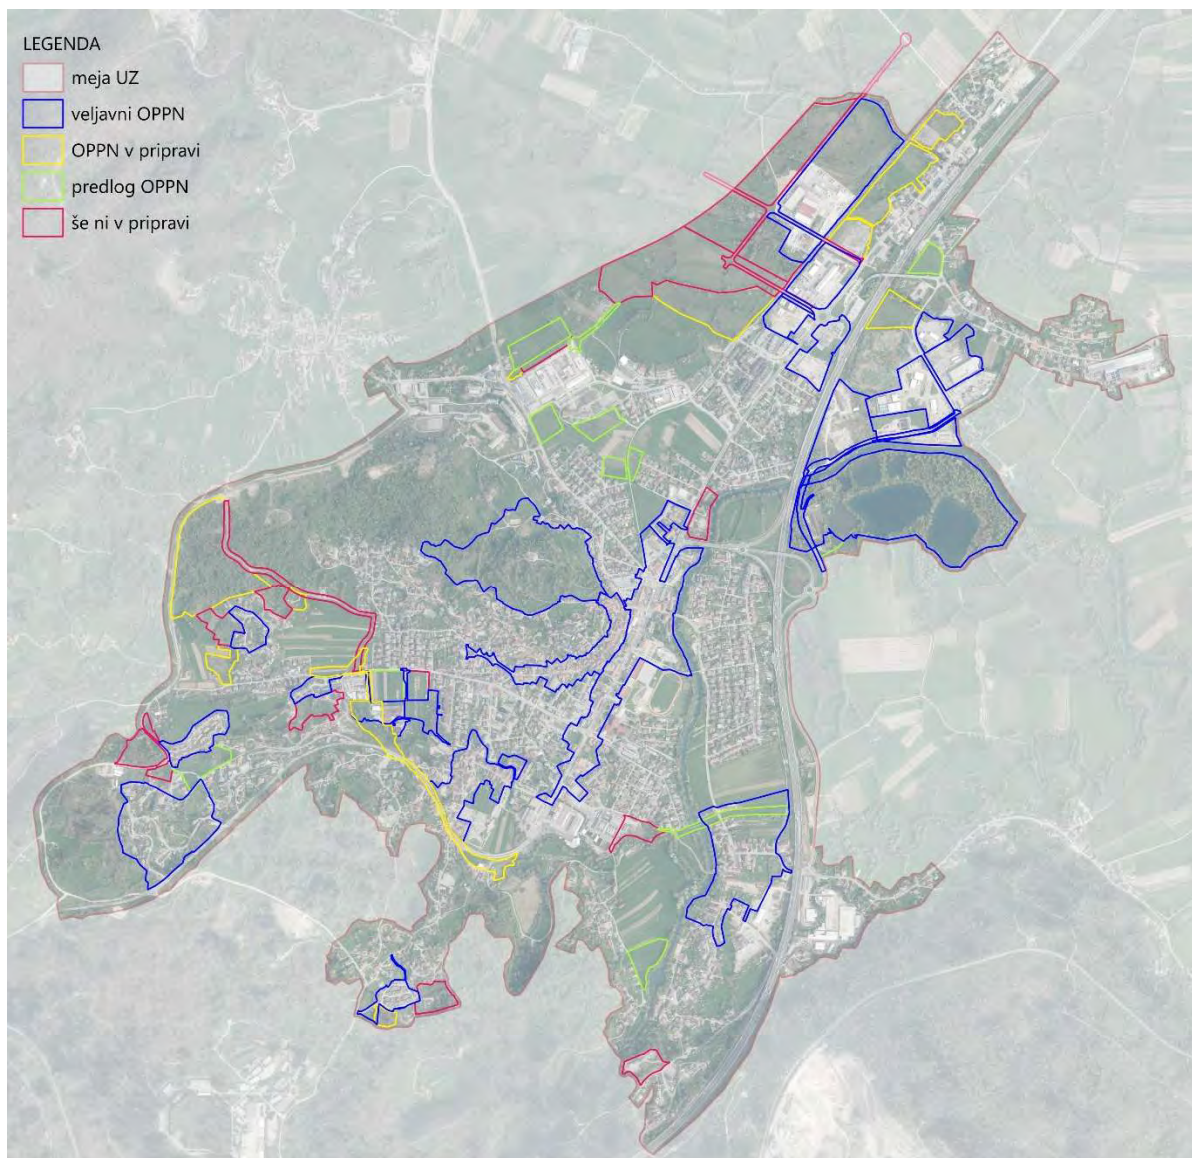 LEGENDA
meja UZ
veljavni OPPN
OPPN v pripravi
predlog OPPN
še ni v pripravi